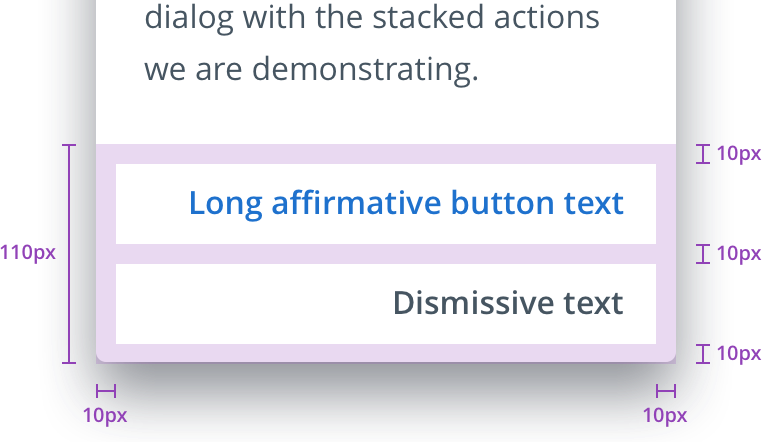 dialog with the stacked actions
we are demonstrating.
10px
Long affirmative button text
110px
10px
Dismissive text
10px
10px
10px